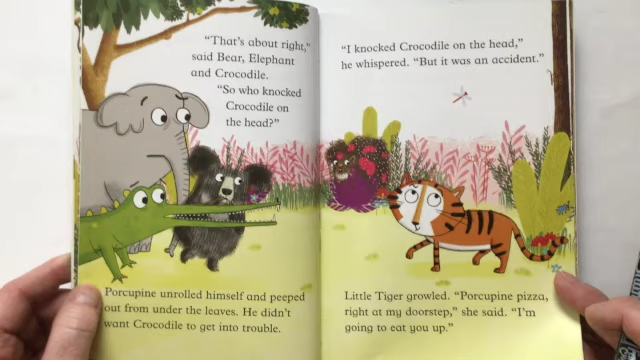 "That's about right,"
said Bear, Elephant
and Crocodile.
"So who knocked
Crocodile on
the head?"
Porcupine unrolled himself and peeped
out from under the leaves. He didn't
want Crocodile to get into trouble.
"I knocked Crocodile on the head,"
he whispered. "But it was an accident."
Little Tiger growled. "Porcupine pizza,
right at my doorstep," she said. "I'm
going to eat you up."